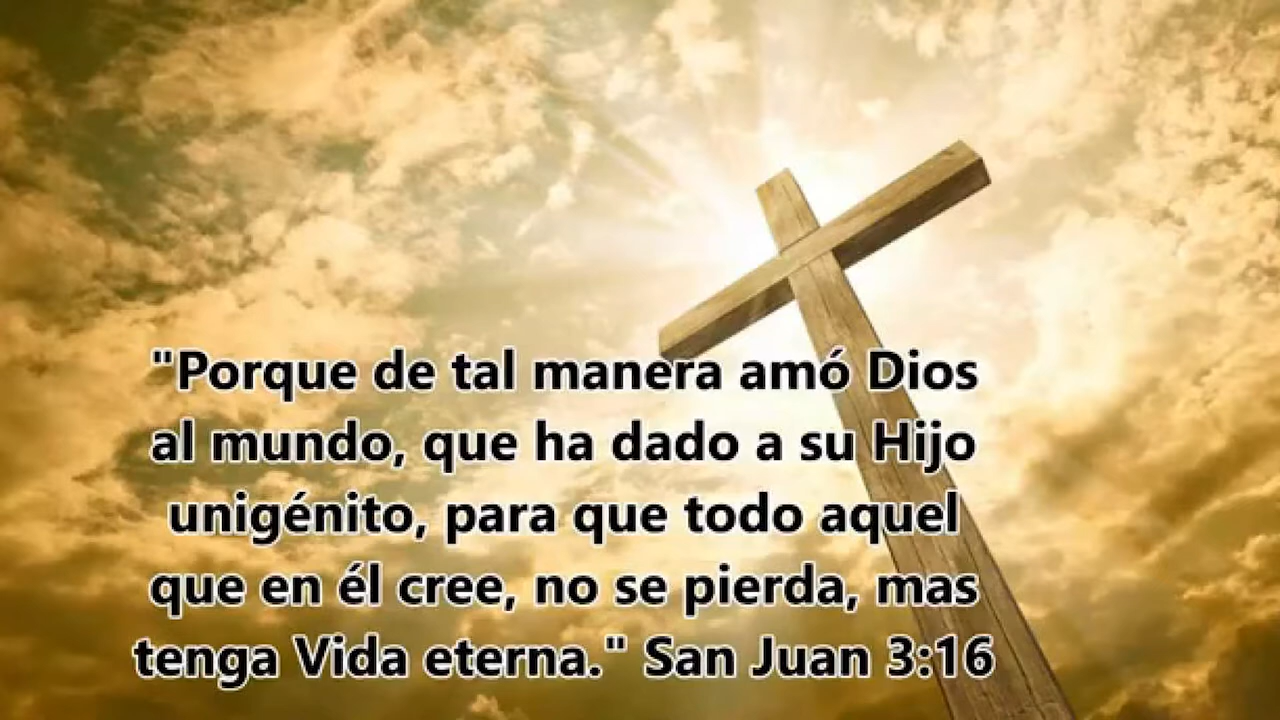 "Porque de tal manera amó Dios
al mundo, que ha dado a su Hijo
unigénito, para que todo aquel
que en él cree, no se pierda, mas
tenga Vida eterna." San Juan 3:16